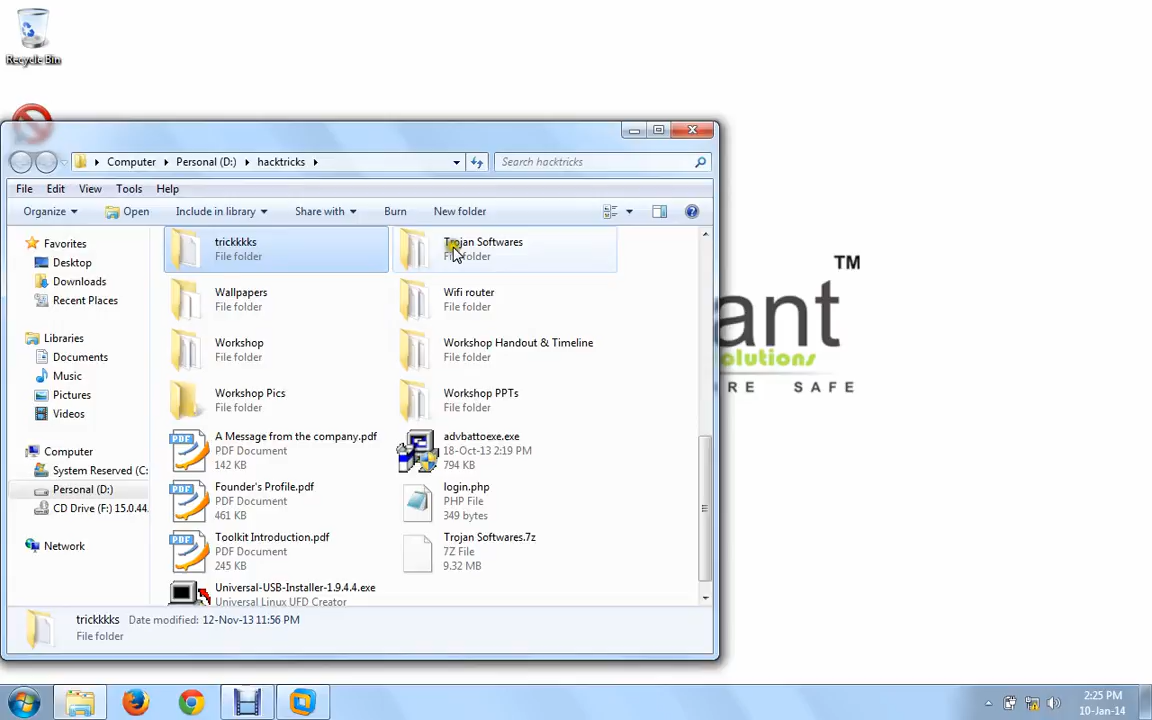 Recycle Bin
TM
ant
olutions
RE SAFE
Computer Personal (D:) hacktricks
Search hacktricks
File Edit View Tools Help
Organize Open Include in library Share with Burn New folder
Favorites
Desktop
Downloads
Recent Places
Libraries
Documents
Music
Pictures
Videos
Computer
System Reserved (C:
Personal (D:)
CD Drive (F:) 15.0.44.
Network
trickkkks
File folder
Trojan Softwares
File folder
Wallpapers
File folder
Wifi router
File folder
Workshop
File folder
Workshop Handout & Timeline
File folder
Workshop Pics
File folder
Workshop PPTs
File folder
A Message from the company.pdf
PDF Document
142 KB
advbattoexe.exe
18-Oct-13 2:19 PM
794 KB
Founder's Profile.pdf
PDF Document
461 KB
login.php
PHP File
349 bytes
Toolkit Introduction.pdf
PDF Document
245 KB
Trojan Softwares.7z
7Z File
9.32 MB
Universal-USB-Installer-1.9.4.4.exe
Universal Linux UFD Creator
trickkkks Date modified: 12-Nov-13 11:56 PM
File folder
2:25 PM
10-Jan-14